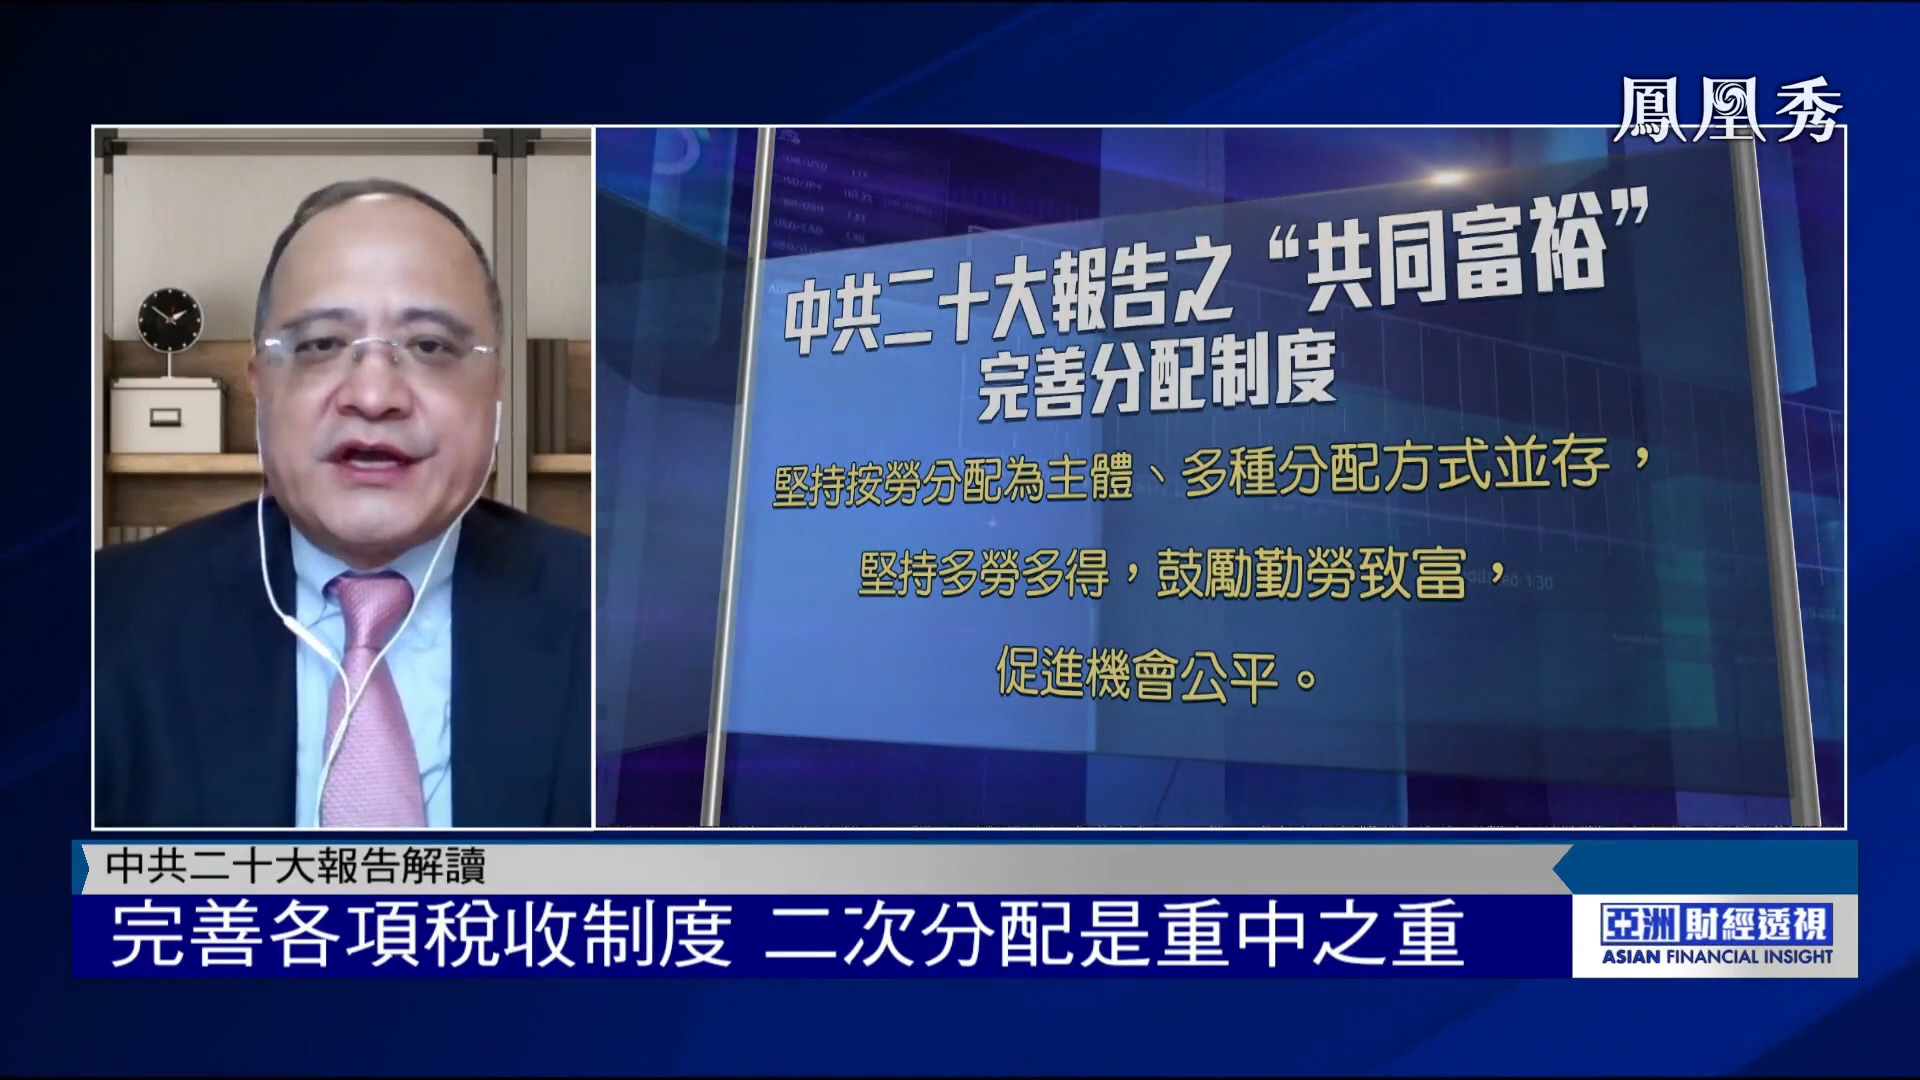 鳳凰秀
中共二十大報告之“共同富裕”
完善分配制度
堅持按勞分配為主體、多種分配方式並存，
堅持多勞多得，鼓勵勤勞致富，
促進機會公平。
中共二十大報告解讀
完善各項稅收制度 二次分配是重中之重
亞洲財經透視
ASIAN FINANCIAL INSIGHT